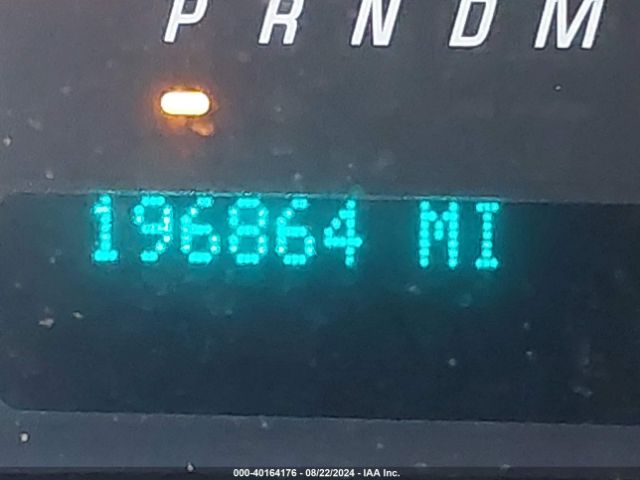 P R N D M
196864 MI
000-40164176 - 08/22/2024 - IAA Inc.